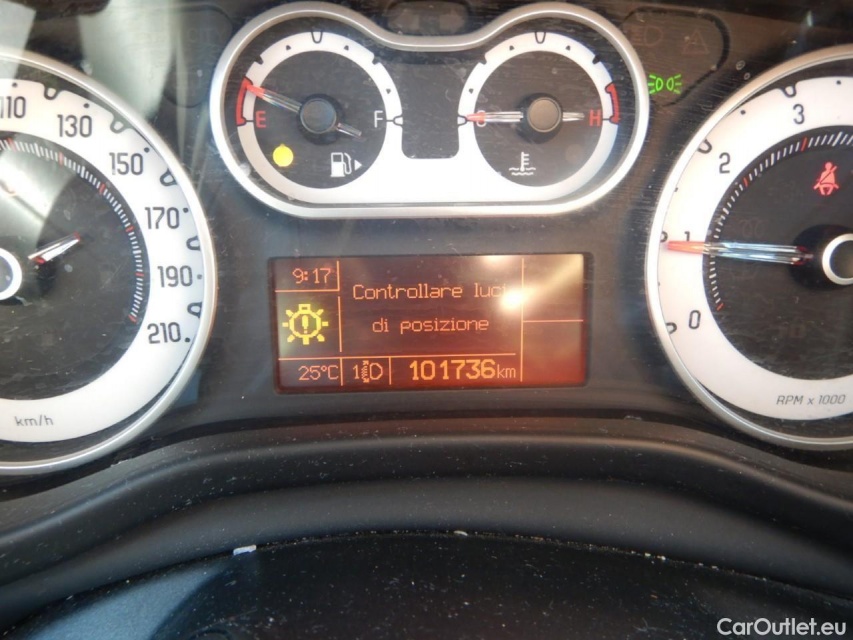 E F
C H
110
130
150
170
190
210
km/h
9:17
Controllare luci
di posizione
25°C 1 101736km
3
2
1
0
RPM x 1000
CarOutlet.eu